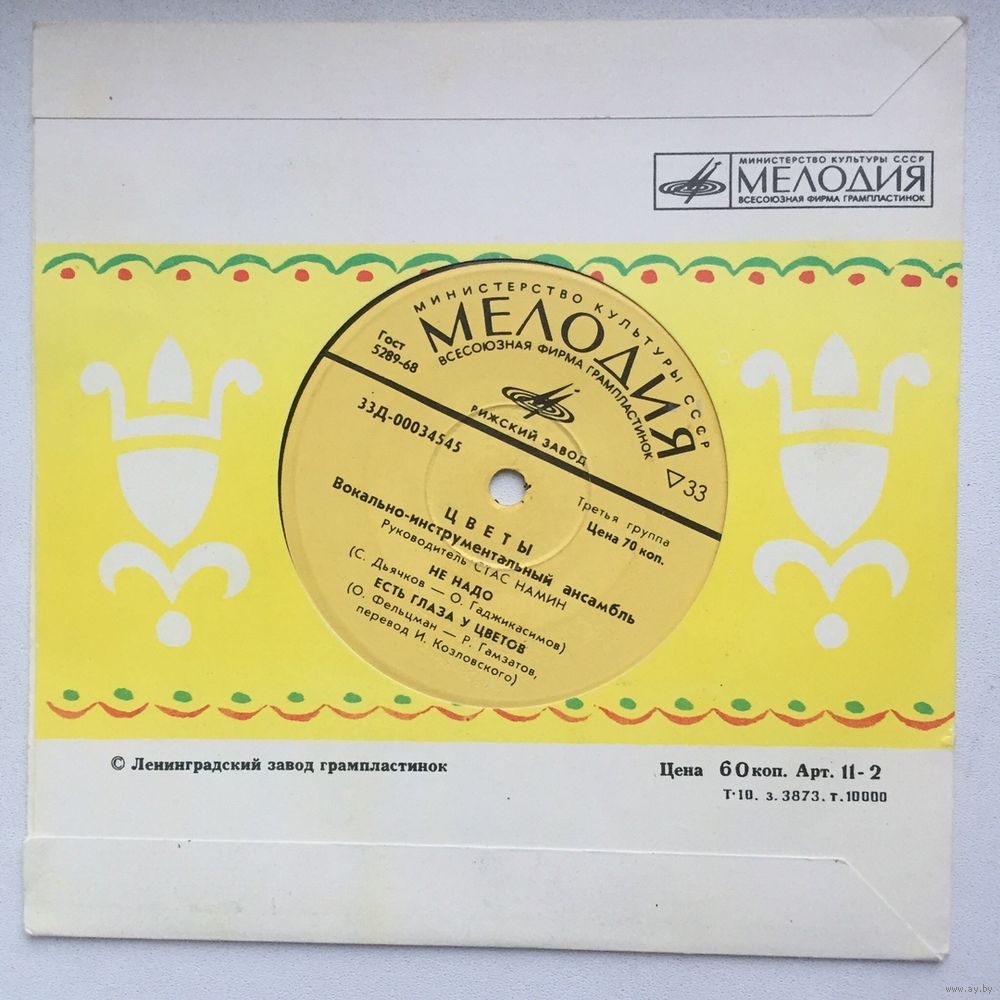 МИНИСТЕРСТВО КУЛЬТУРЫ СССР
МЕЛОДИЯ
ВСЕСОЮЗНАЯ ФИРМА ГРАМПЛАСТИНОК
МИНИСТЕРСТВО КУЛЬТУРЫ СССР
МЕЛОДИЯ
ВСЕСОЮЗНАЯ ФИРМА ГРАМПЛАСТИНОК
Гост
5289-68
РИЖСКИЙ ЗАВОД
33Д-00034545
33
Третья группа
Цена 70 коп.
ЦВЕТЫ
Вокально-инструментальный ансамбль
Руководитель СТАС НАМИН
НЕ НАДО
(С. Дьячков — О. Гаджикасимов)
ЕСТЬ ГЛАЗА У ЦВЕТОВ
(О. Фельцман — Р. Гамзатов,
перевод И. Козловского)
© Ленинградский завод грампластинок
Цена 60 коп. Арт. 11-2
Т-10. з. 3873. т. 10000
www.ay.by